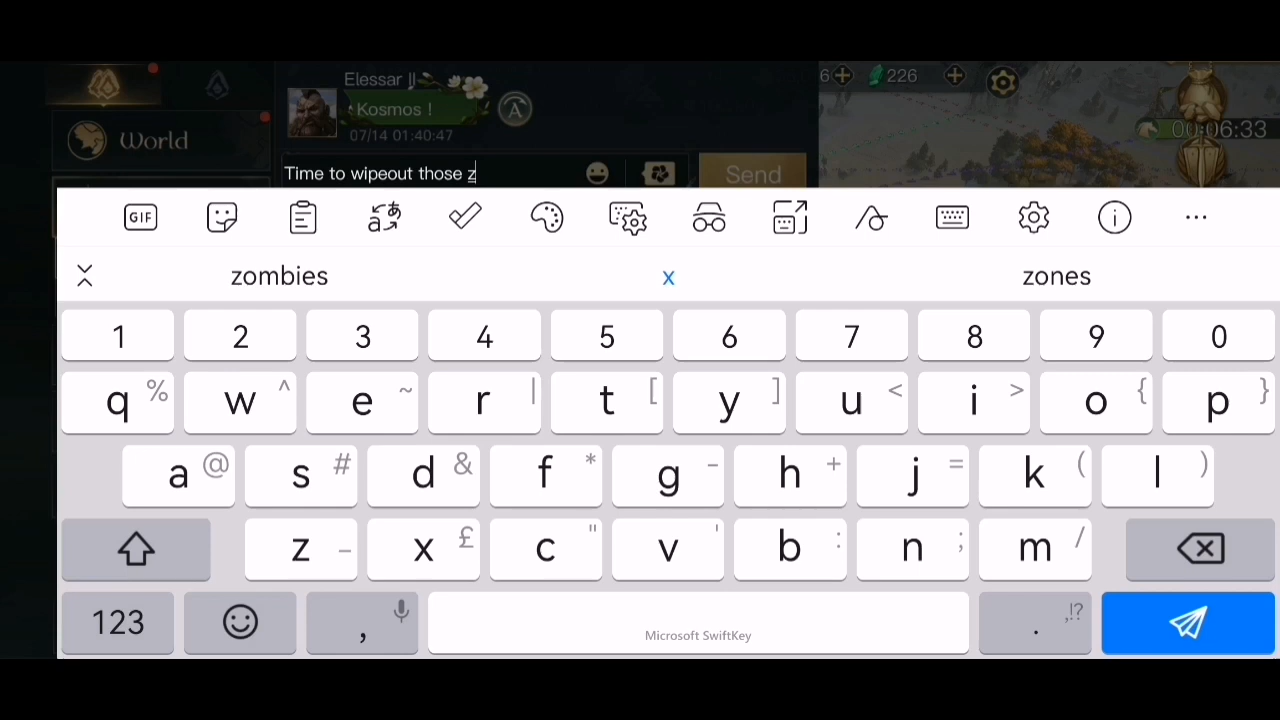 Elessar
Kosmos !
07/14 01:40:47
World
6
226
00:06:33
Time to wipeout those z
Send
GIF
zombies x zones
1 2 3 4 5 6 7 8 9 0
q % w ^ e ~ r | t [ y ] u < i > o { p }
a @ s # d & f * g - h + j = k ( l )
z _ x £ c " v ' b : n ; m /
123 , Microsoft SwiftKey . ,!?